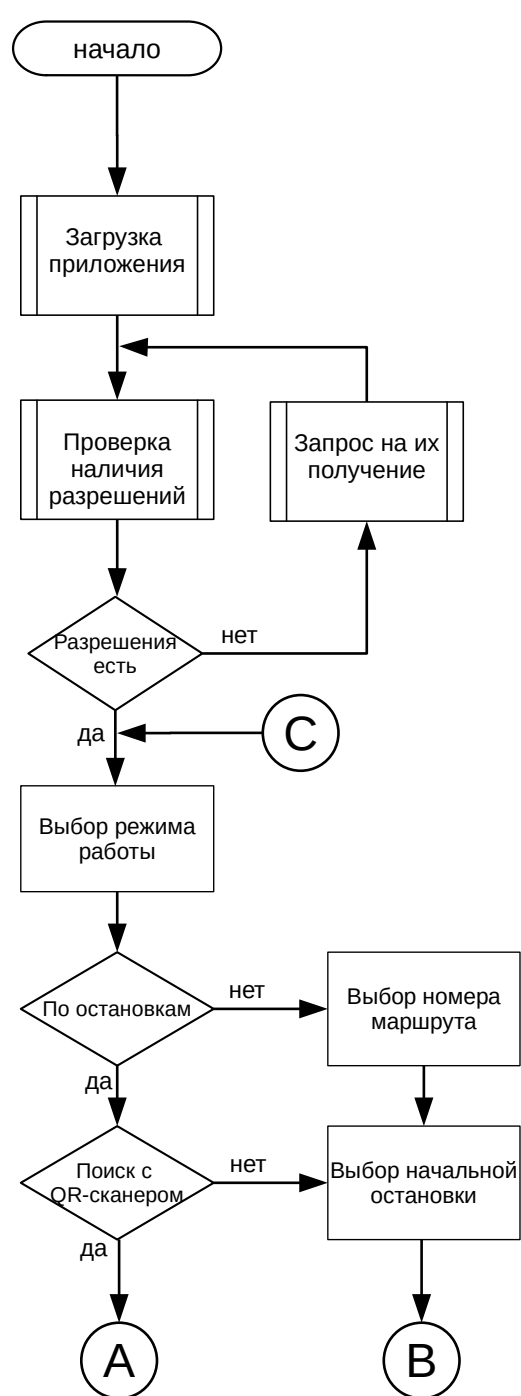 начало
Загрузка
приложения
Проверка
наличия
разрешений
Запрос на их
получение
Разрешения
есть
нет
да
C
Выбор режима
работы
По остановкам
нет
Выбор номера
маршрута
да
Поиск с
QR-сканером
нет
Выбор начальной
остановки
да
A
B